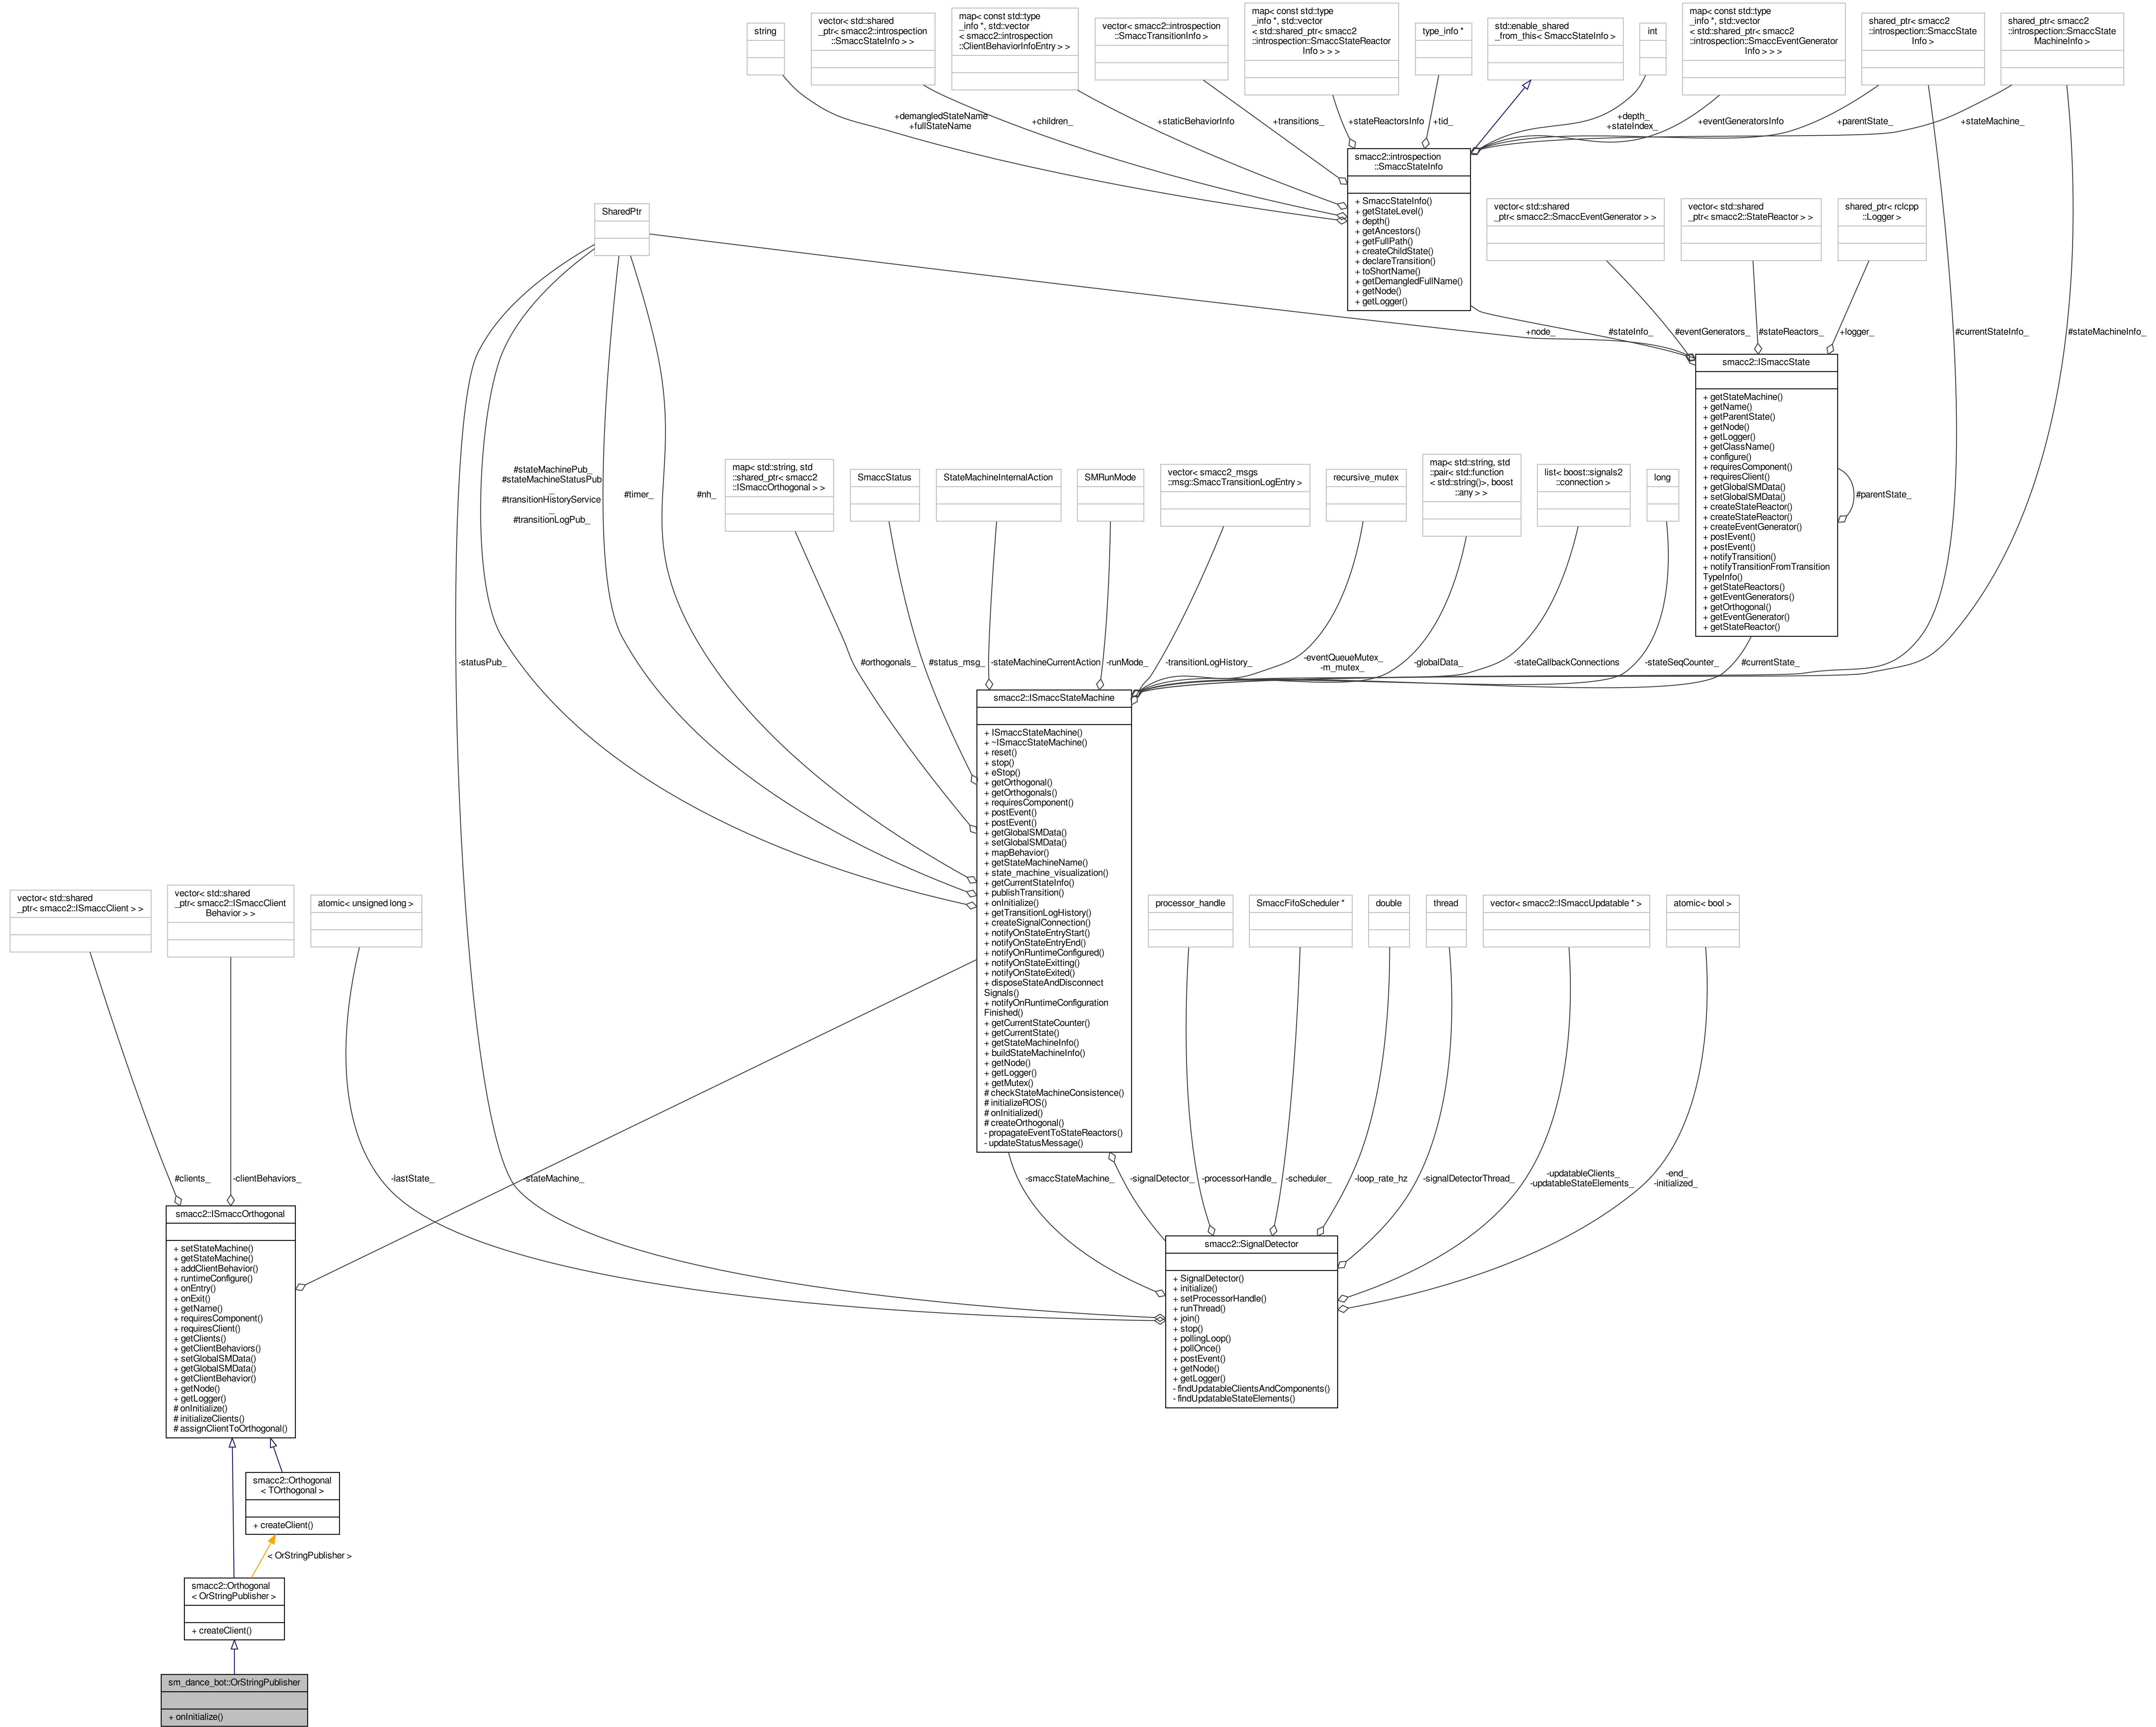 string
vector< std::shared
_ptr< smacc2::introspection
::SmaccStateInfo > >
map< const std::type
_info *, std::vector
< smacc2::introspection
::ClientBehaviorInfoEntry > >
vector< smacc2::introspection
::SmaccTransitionInfo >
map< const std::type
_info *, std::vector
< std::shared_ptr< smacc2
::introspection::SmaccStateReactor
Info > > >
type_info *
std::enable_shared
_from_this< SmaccStateInfo >
int
map< const std::type
_info *, std::vector
< std::shared_ptr< smacc2
::introspection::SmaccEventGenerator
Info > > >
shared_ptr< smacc2
::introspection::SmaccState
Info >
shared_ptr< smacc2
::introspection::SmaccState
MachineInfo >
+demangledStateName
+fullStateName
+children_
+staticBehaviorInfo
+transitions_
+stateReactorsInfo
+tid_
+depth_
+stateIndex_
+eventGeneratorsInfo
+parentState_
+stateMachine_
smacc2::introspection
::SmaccStateInfo
+ SmaccStateInfo()
+ getStateLevel()
+ depth()
+ getAncestors()
+ getFullPath()
+ createChildState()
+ declareTransition()
+ toShortName()
+ getDemangledFullName()
+ getNode()
+ getLogger()
SharedPtr
vector< std::shared
_ptr< smacc2::SmaccEventGenerator > >
vector< std::shared
_ptr< smacc2::StateReactor > >
shared_ptr< rclcpp
::Logger >
+node_
#stateInfo_
#eventGenerators_
#stateReactors_
+logger_
#currentStateInfo_
#stateMachineInfo_
smacc2::ISmaccState
+ getStateMachine()
+ getName()
+ getParentState()
+ getNode()
+ getLogger()
+ getClassName()
+ configure()
+ requiresComponent()
+ requiresClient()
+ getGlobalSMData()
+ setGlobalSMData()
+ createStateReactor()
+ createStateReactor()
+ createEventGenerator()
+ postEvent()
+ postEvent()
+ notifyTransition()
+ notifyTransitionFromTransition
TypeInfo()
+ getStateReactors()
+ getEventGenerators()
+ getOrthogonal()
+ getEventGenerator()
+ getStateReactor()
#parentState_
#stateMachinePub_
#stateMachineStatusPub
_
#transitionHistoryService
_
#transitionLogPub_
#timer_
#nh_
map< std::string, std
::shared_ptr< smacc2
::ISmaccOrthogonal > >
SmaccStatus
StateMachineInternalAction
SMRunMode
vector< smacc2_msgs
::msg::SmaccTransitionLogEntry >
recursive_mutex
map< std::string, std
::pair< std::function
< std::string()>, boost
::any > >
list< boost::signals2
::connection >
long
-statusPub_
#orthogonals_
#status_msg_
-stateMachineCurrentAction
-runMode_
-transitionLogHistory_
-eventQueueMutex_
-m_mutex_
-globalData_
-stateCallbackConnections
-stateSeqCounter_
#currentState_
smacc2::ISmaccStateMachine
+ ISmaccStateMachine()
+ ~ISmaccStateMachine()
+ reset()
+ stop()
+ eStop()
+ getOrthogonal()
+ getOrthogonals()
+ requiresComponent()
+ postEvent()
+ postEvent()
+ getGlobalSMData()
+ setGlobalSMData()
+ mapBehavior()
+ getStateMachineName()
+ state_machine_visualization()
+ getCurrentStateInfo()
+ publishTransition()
+ onInitialize()
+ getTransitionLogHistory()
+ createSignalConnection()
+ notifyOnStateEntryStart()
+ notifyOnStateEntryEnd()
+ notifyOnRuntimeConfigured()
+ notifyOnStateExitting()
+ notifyOnStateExited()
+ disposeStateAndDisconnect
Signals()
+ notifyOnRuntimeConfiguration
Finished()
+ getCurrentStateCounter()
+ getCurrentState()
+ getStateMachineInfo()
+ buildStateMachineInfo()
+ getNode()
+ getLogger()
+ getMutex()
# checkStateMachineConsistence()
# initializeROS()
# onInitialized()
# createOrthogonal()
- propagateEventToStateReactors()
- updateStatusMessage()
vector< std::shared
_ptr< smacc2::ISmaccClient > >
vector< std::shared
_ptr< smacc2::ISmaccClient
Behavior > >
atomic< unsigned long >
processor_handle
SmaccFifoScheduler *
double
thread
vector< smacc2::ISmaccUpdatable * >
atomic< bool >
#clients_
-clientBehaviors_
-lastState_
-stateMachine_
-smaccStateMachine_
-signalDetector_
-processorHandle_
-scheduler_
-loop_rate_hz
-signalDetectorThread_
-updatableClients_
-updatableStateElements_
-end_
-initialized_
smacc2::ISmaccOrthogonal
+ setStateMachine()
+ getStateMachine()
+ addClientBehavior()
+ runtimeConfigure()
+ onEntry()
+ onExit()
+ getName()
+ requiresComponent()
+ requiresClient()
+ getClients()
+ getClientBehaviors()
+ setGlobalSMData()
+ getGlobalSMData()
+ getClientBehavior()
+ getNode()
+ getLogger()
# onInitialize()
# initializeClients()
# assignClientToOrthogonal()
smacc2::SignalDetector
+ SignalDetector()
+ initialize()
+ setProcessorHandle()
+ runThread()
+ join()
+ stop()
+ pollingLoop()
+ pollOnce()
+ postEvent()
+ getNode()
+ getLogger()
- findUpdatableClientsAndComponents()
- findUpdatableStateElements()
smacc2::Orthogonal
< TOrthogonal >
+ createClient()
< OrStringPublisher >
smacc2::Orthogonal
< OrStringPublisher >
+ createClient()
sm_dance_bot::OrStringPublisher
+ onInitialize()